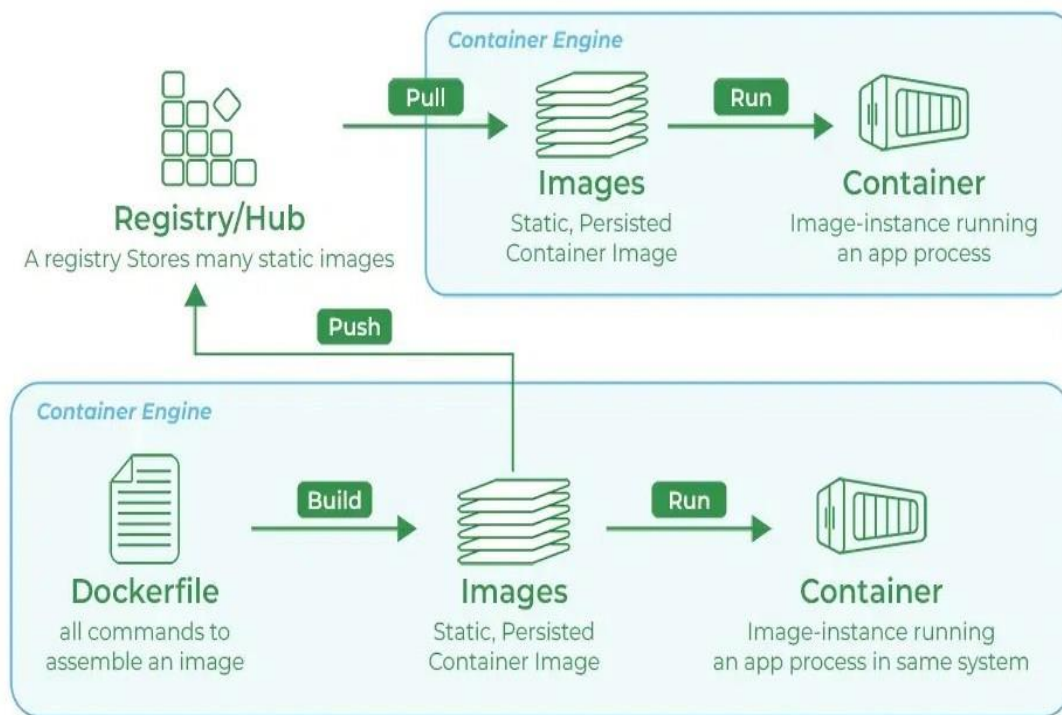 Container Engine
Pull
Run
Images
Static, Persisted
Container Image
Container
Image-instance running
an app process
Registry/Hub
A registry Stores many static images
Push
Container Engine
Build
Run
Dockerfile
all commands to
assemble an image
Images
Static, Persisted
Container Image
Container
Image-instance running
an app process in same system